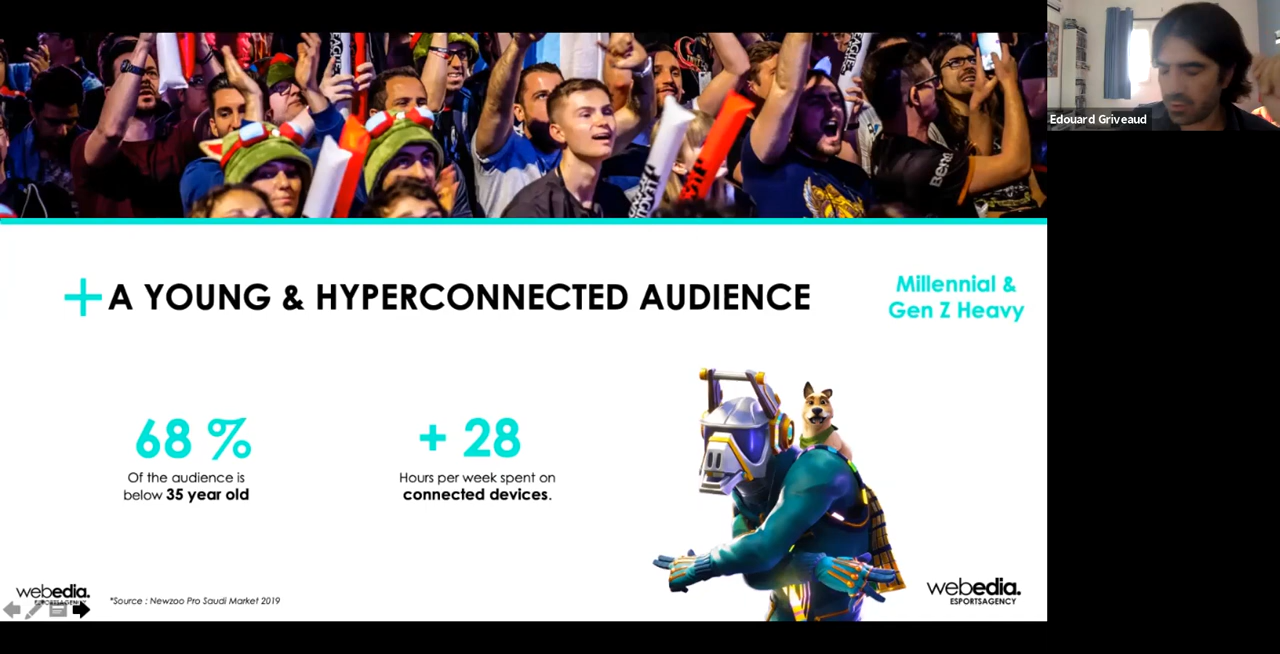 Edouard Griveaud
BenQ
+ A YOUNG & HYPERCONNECTED AUDIENCE
Millennial &
Gen Z Heavy
68 %
Of the audience is
below 35 year old
+ 28
Hours per week spent on
connected devices.
webedia.
ESPORTSAGENCY
*Source : Newzoo Pro Saudi Market 2019
webedia.
ESPORTSAGENCY